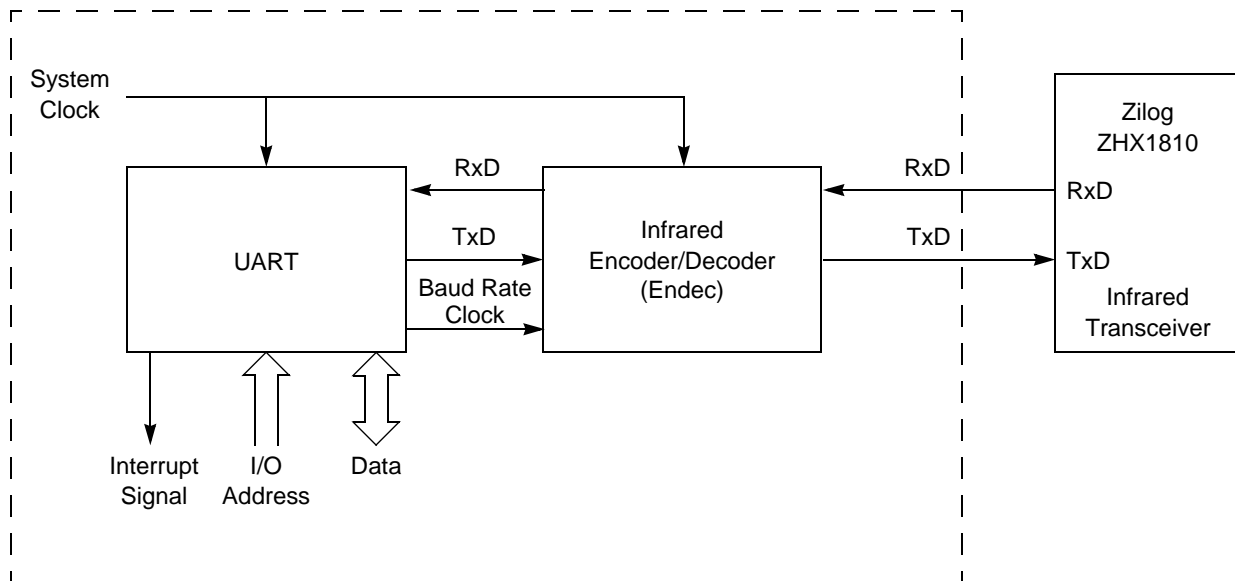 System
Clock
Zilog
ZHX1810
RxD
RxD
RxD
UART
TxD
Infrared
Encoder/Decoder
(Endec)
TxD
TxD
Baud Rate
Clock
Infrared
Transceiver
Interrupt
Signal
I/O
Address
Data